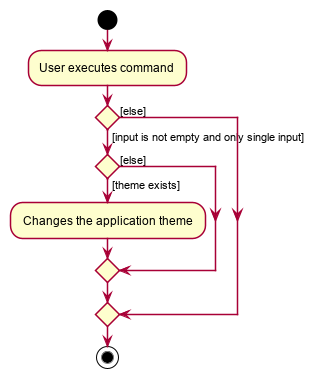 User executes command
[else]
[input is not empty and only single input]
[else]
[theme exists]
Changes the application theme